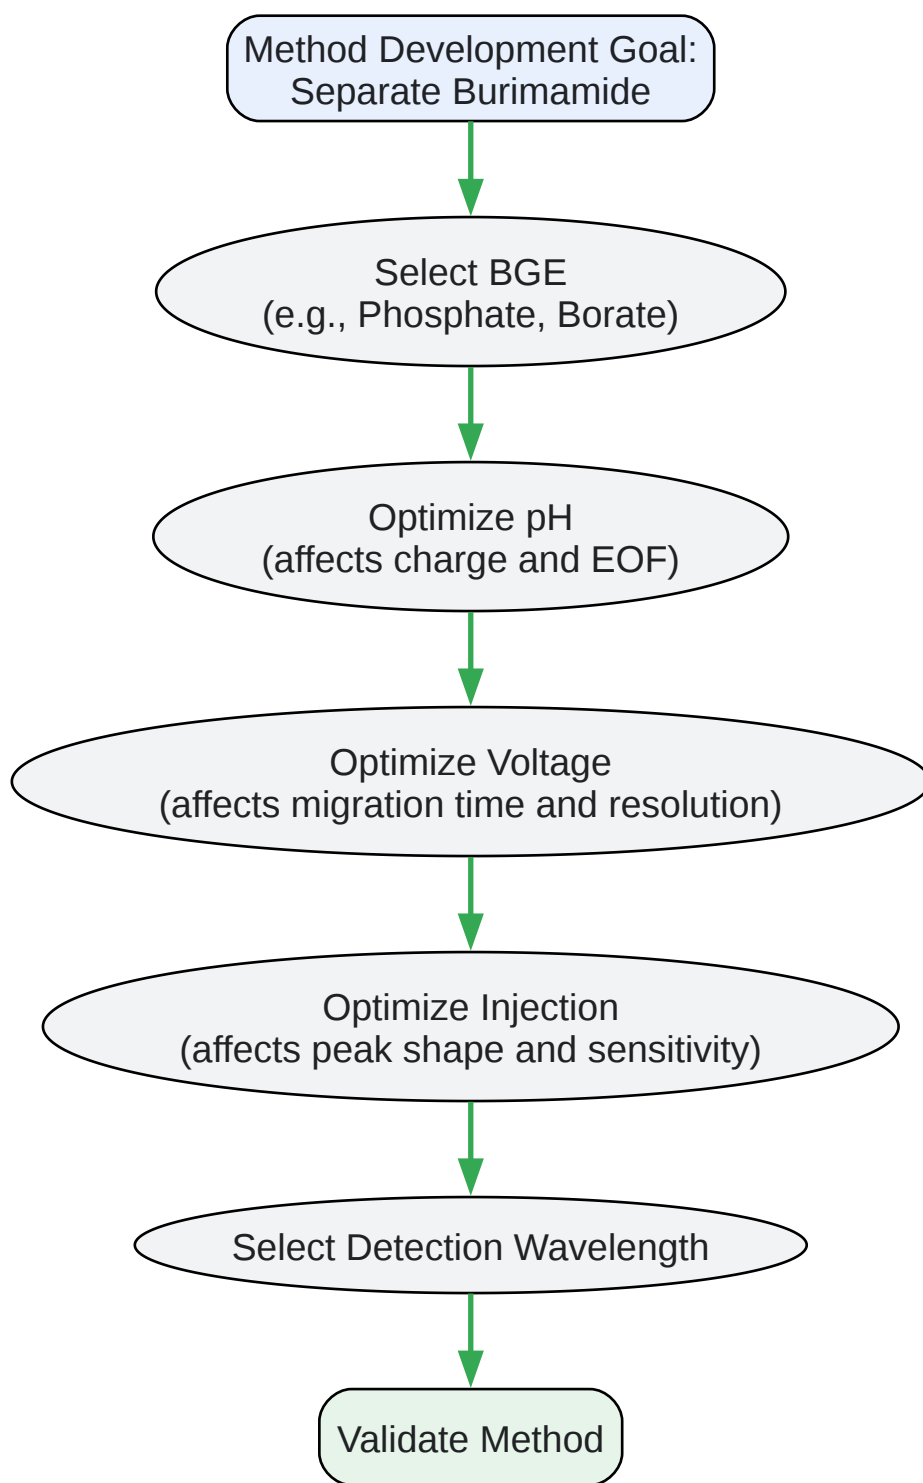 Method Development Goal:
Separate Burimamide
Select BGE
(e.g., Phosphate, Borate)
Optimize pH
(affects charge and EOF)
Optimize Voltage
(affects migration time and resolution)
Optimize Injection
(affects peak shape and sensitivity)
Select Detection Wavelength
Validate Method